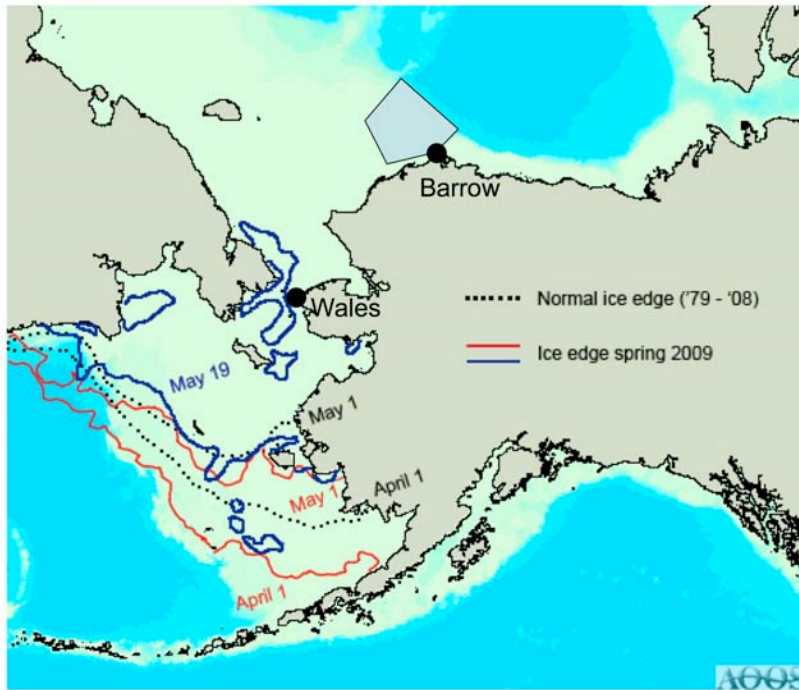 Barrow
Wales
Normal ice edge ('79 - '08)
Ice edge spring 2009
May 19
May 1
May 1
April 1
April 1
AOOS